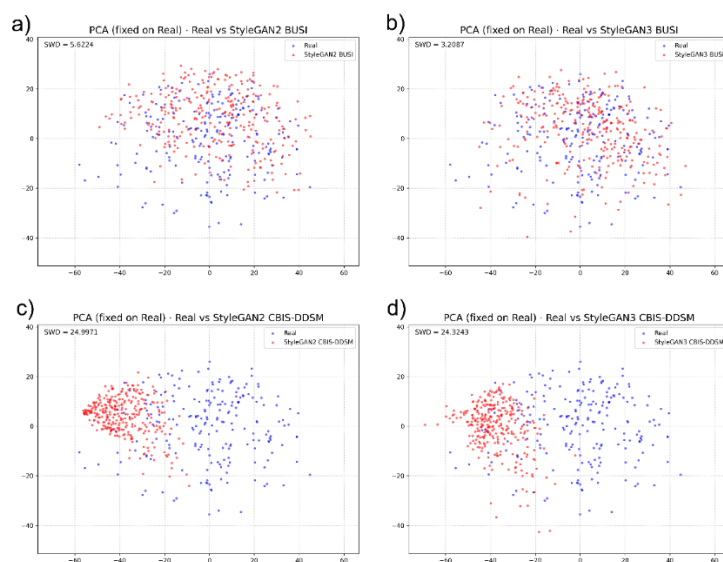 a)
PCA (fixed on Real) · Real vs StyleGAN2 BUSI
SWD = 5.6224
Real
StyleGAN2 BUSI
40
20
0
−20
−40
−60
−40
−20
0
20
40
60
b)
PCA (fixed on Real) · Real vs StyleGAN3 BUSI
SWD = 3.2087
Real
StyleGAN3 BUSI
40
20
0
−20
−40
−60
−40
−20
0
20
40
60
c)
PCA (fixed on Real) · Real vs StyleGAN2 CBIS-DDSM
SWD = 24.9971
Real
StyleGAN2 CBIS-DDSM
40
20
0
−20
−40
−60
−40
−20
0
20
40
60
d)
PCA (fixed on Real) · Real vs StyleGAN3 CBIS-DDSM
SWD = 24.3243
Real
StyleGAN3 CBIS-DDSM
40
20
0
−20
−40
−60
−40
−20
0
20
40
60